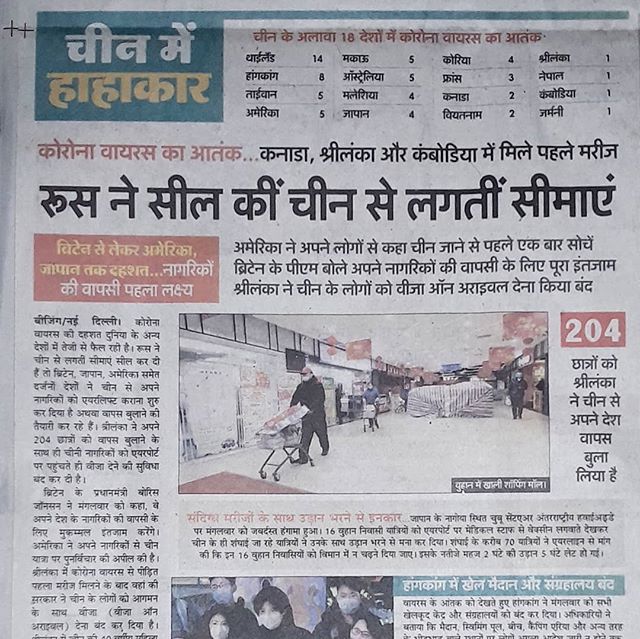 चीन में
हाहाकार
चीन के अलावा 18 देशों में कोरोना वायरस का आतंक
थाईलैंड 14 मकाऊ 5 कोरिया 4 श्रीलंका 1
हांगकांग 8 ऑस्ट्रेलिया 5 फ्रांस 3 नेपाल 1
ताईवान 5 मलेशिया 4 कनाडा 2 कंबोडिया 1
अमेरिका 5 जापान 4 वियतनाम 2 जर्मनी 1
कोरोना वायरस का आतंक...कनाडा, श्रीलंका और कंबोडिया में मिले पहले मरीज
रूस ने सील कीं चीन से लगतीं सीमाएं
ब्रिटेन से लेकर अमेरिका,
जापान तक दहशत...नागरिकों
की वापसी पहला लक्ष्य
अमेरिका ने अपने लोगों से कहा चीन जाने से पहले एक बार सोचें
ब्रिटेन के पीएम बोले अपने नागरिकों की वापसी के लिए पूरा इंतजाम
श्रीलंका ने चीन के लोगों को वीजा ऑन अराइवल देना किया बंद
बीजिंग/नई दिल्ली। कोरोना
वायरस की दहशत दुनिया के अन्य
देशों में तेजी से फैल रही है। रूस ने
चीन से लगती सीमाएं सील कर दी
हैं तो ब्रिटेन, जापान, अमेरिका समेत
दर्जनों देशों ने चीन से अपने
नागरिकों को एयरलिफ्ट कराना शुरु
कर दिया है अथवा वापस बुलाने की
तैयारी कर रहे हैं। श्रीलंका ने अपने
204 छात्रों को वापस बुलाने के
साथ ही चीनी नागरिकों को एयरपोर्ट
पर पहुंचते ही वीजा देने की सुविधा
बंद कर दी है।
ब्रिटेन के प्रधानमंत्री बोरिस
जॉनसन ने मंगलवार को कहा, वे
अपने देश के नागरिकों की वापसी के
लिए मुकम्मल इंतजाम करेंगे।
अमेरिका ने अपने नागरिकों से चीन
यात्रा पर पुनर्विचार की अपील की है।
श्रीलंका में कोरोना वायरस से पीड़ित
पहला मरीज मिलने के बाद वहां की
सरकार ने चीन के लोगों को आगमन
के साथ वीजा (वीजा ऑन
अराइवल) देना बंद कर दिया है।
वुहान में खाली शॉपिंग मॉल।
204
छात्रों को
श्रीलंका
ने चीन से
अपने देश
वापस
बुला
लिया है
संदिग्ध मरीजों के साथ उड़ान भरने से इनकार...जापान के नागोया स्थित चुबू सेंटएअर अंतरराष्ट्रीय हवाईअड्डे
पर मंगलवार को जबर्दस्त हंगामा हुआ। 16 वुहान निवासी यात्रियों को एयरपोर्ट पर मेडिकल स्टाफ से वैक्सीन लगवाते देखकर
चीन के ही शंघाई जा रहे यात्रियों ने उनके साथ उड़ान भरने से मना कर दिया। शंघाई के करीब 70 यात्रियों ने एयरलाइन से मांग
की कि इन 16 वुहान निवासियों को विमान में न चढ़ने दिया जाए। इसके नतीजे महज 2 घंटे की उड़ान 5 घंटे लेट हो गई।
हांगकांग में खेल मैदान और संग्रहालय बंद
वायरस के आतंक को देखते हुए हांगकांग ने मंगलवार को सभी
खेलकूद केंद्र और संग्रहालयों को बंद कर दिया। अधिकारियों ने
बताया कि मैदान, स्विमिंग पूल, बीच, कैंपिंग एरिया और अन्य तरह